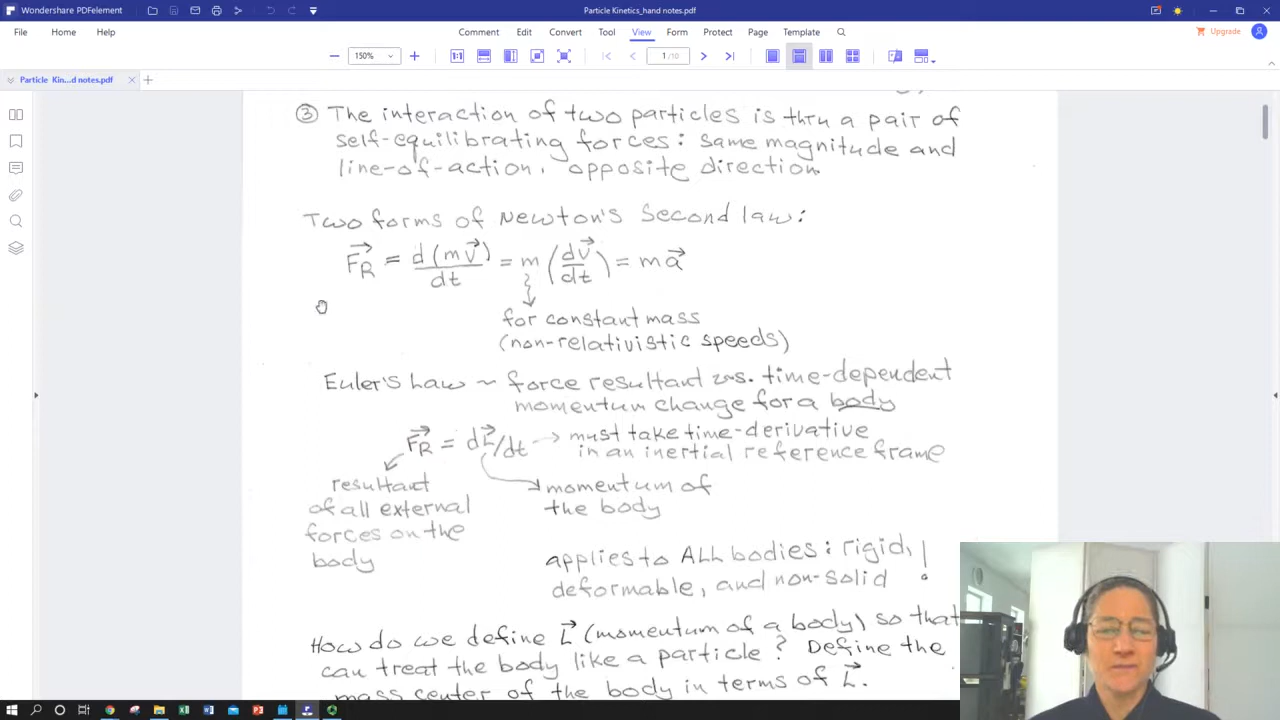 Wondershare PDFelement
Particle Kinetics_hand notes.pdf
File Home Help
Comment Edit Convert Tool View Form Protect Page Template
Upgrade
150%
1 /10
Particle Kin...d notes.pdf
③ The interaction of two particles is thru a pair of
self-equilibrating forces: same magnitude and
line-of-action, opposite direction.
Two forms of Newton's Second law:
F⃗_R = d(mv⃗)/dt = m (dv⃗/dt) = ma⃗
for constant mass
(non-relativistic speeds)
Euler's Law ~ force resultant vs. time-dependent
momentum change for a body
F⃗_R = dL⃗/dt → must take time-derivative
in an inertial reference frame
resultant
of all external
forces on the
body
momentum of
the body
applies to ALL bodies: rigid, !
deformable, and non-solid
How do we define L⃗ (momentum of a body) so that
can treat the body like a particle? Define the
mass center of the body in terms of L⃗.